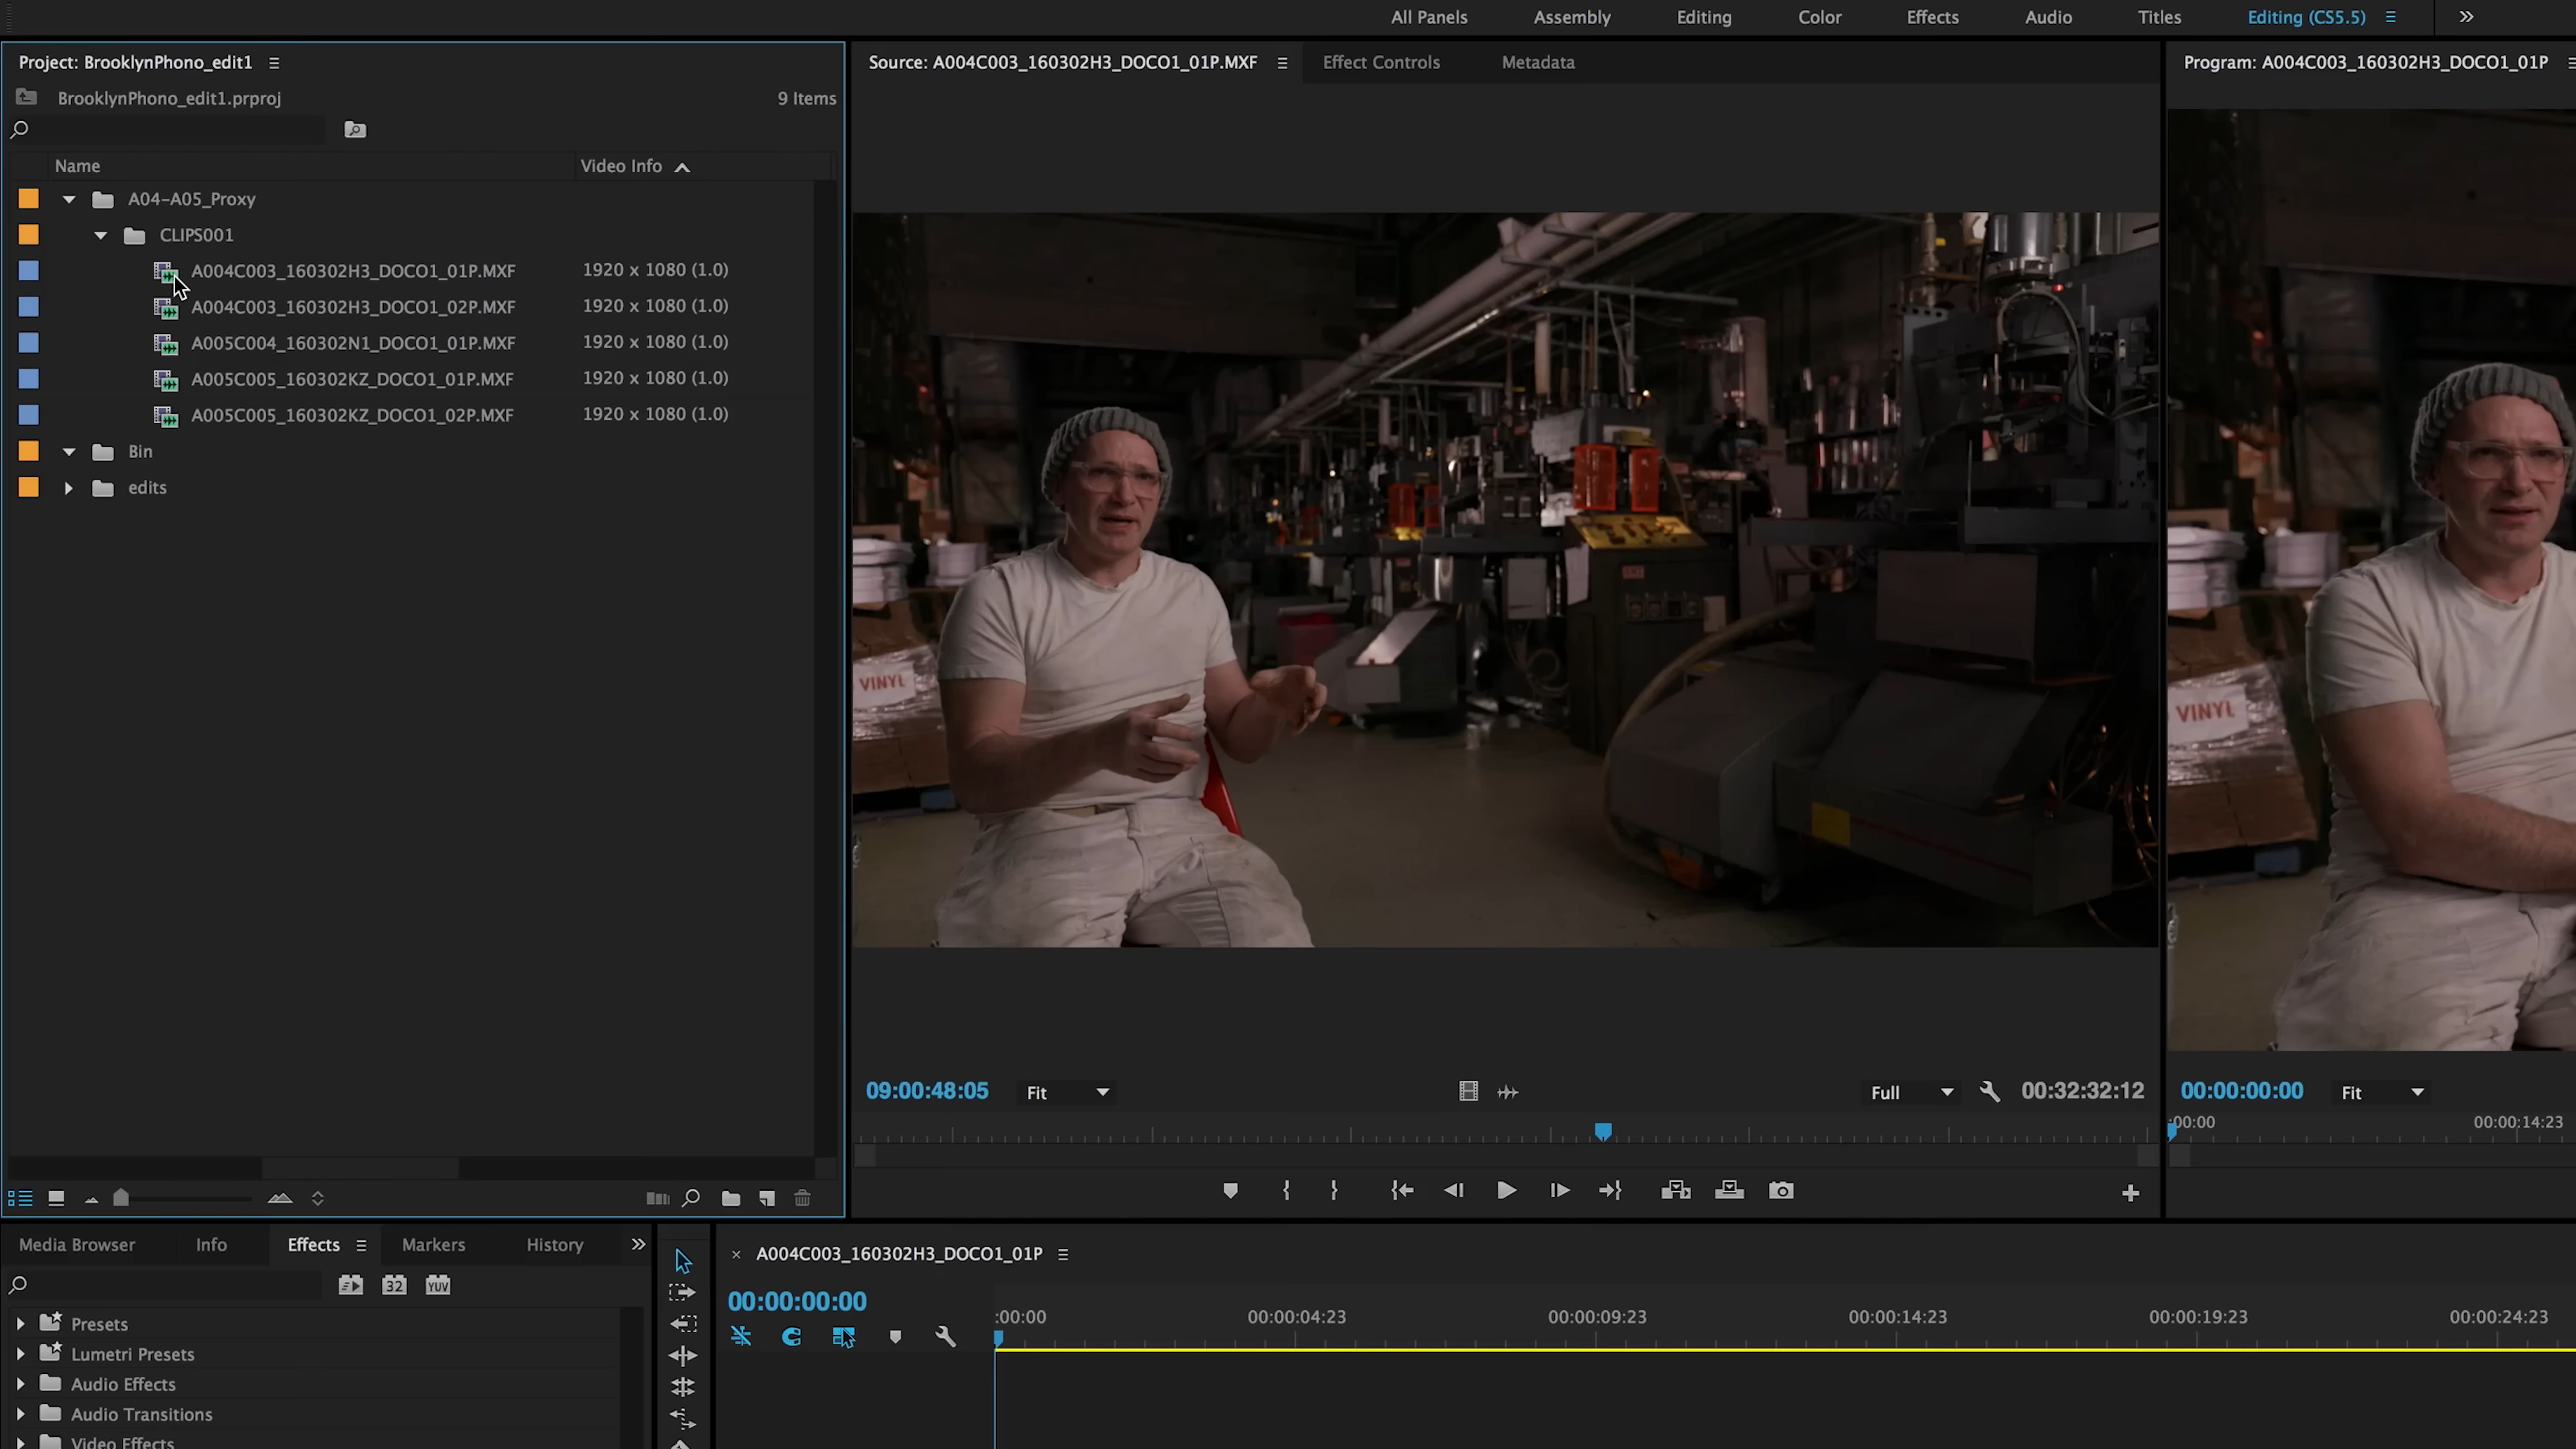 All Panels Assembly Editing Color Effects Audio Titles Editing (CS5.5)
Project: BrooklynPhono_edit1
BrooklynPhono_edit1.prproj 9 Items
Name Video Info
A04-A05_Proxy
CLIPS001
A004C003_160302H3_DOCO1_01P.MXF 1920 x 1080 (1.0)
A004C003_160302H3_DOCO1_02P.MXF 1920 x 1080 (1.0)
A005C004_160302N1_DOCO1_01P.MXF 1920 x 1080 (1.0)
A005C005_160302KZ_DOCO1_01P.MXF 1920 x 1080 (1.0)
A005C005_160302KZ_DOCO1_02P.MXF 1920 x 1080 (1.0)
Bin
edits
Source: A004C003_160302H3_DOCO1_01P.MXF Effect Controls Metadata
VINYL
09:00:48:05 Fit Full 00:32:32:12
Program: A004C003_160302H3_DOCO1_01P
VINYL
00:00:00:00 Fit
:00:00 00:00:14:23
Media Browser Info Effects Markers History
32 YUV
Presets
Lumetri Presets
Audio Effects
Audio Transitions
Video Effects
A004C003_160302H3_DOCO1_01P
00:00:00:00
:00:00 00:00:04:23 00:00:09:23 00:00:14:23 00:00:19:23 00:00:24:23